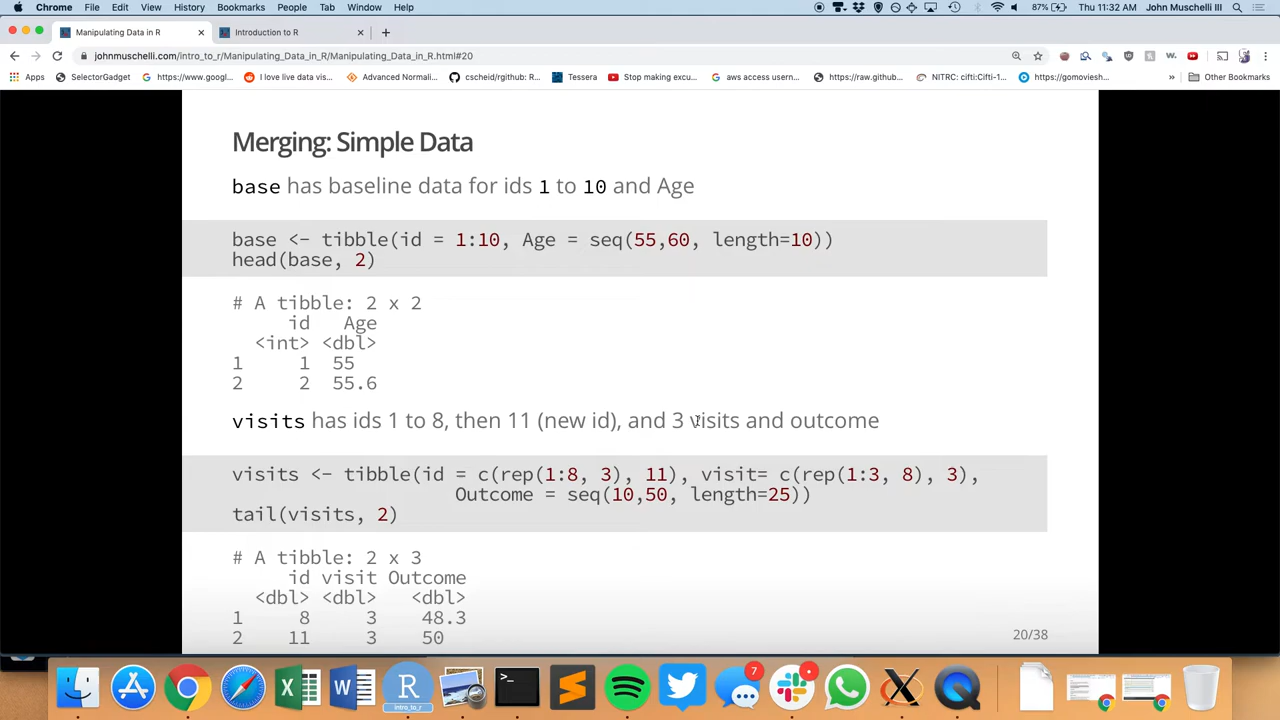 Chrome File Edit View History Bookmarks People Tab Window Help 87% Thu 11:32 AM John Muschelli III
Manipulating Data in R × Introduction to R × +
johnmuschelli.com/intro_to_r/Manipulating_Data_in_R/Manipulating_Data_in_R.html#20
Apps SelectorGadget https://www.googl... I love live data vis... Advanced Normali... cscheid/rgithub: R... Tessera Stop making excu... aws access usern... https://raw.github... NITRC: cifti:Cifti-1... https://gomoviesh... » Other Bookmarks
Merging: Simple Data
base has baseline data for ids 1 to 10 and Age
base <- tibble(id = 1:10, Age = seq(55,60, length=10))
head(base, 2)
# A tibble: 2 x 2
id Age
<int> <dbl>
1 1 55
2 2 55.6
visits has ids 1 to 8, then 11 (new id), and 3 visits and outcome
visits <- tibble(id = c(rep(1:8, 3), 11), visit= c(rep(1:3, 8), 3),
Outcome = seq(10,50, length=25))
tail(visits, 2)
# A tibble: 2 x 3
id visit Outcome
<dbl> <dbl> <dbl>
1 8 3 48.3
2 11 3 50
20/38
7
intro_to_r